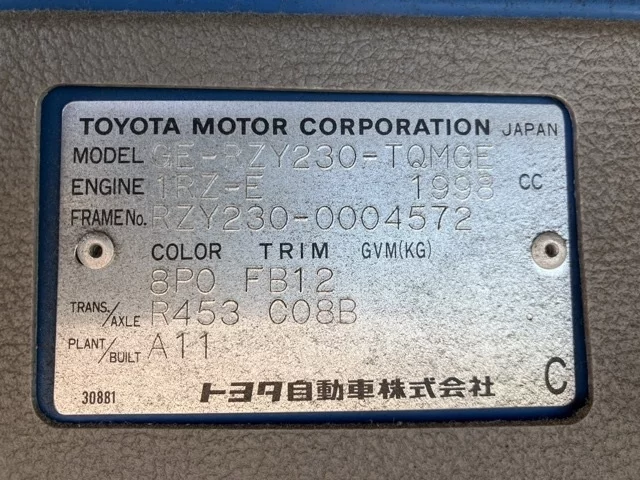 TOYOTA MOTOR CORPORATION JAPAN
MODEL GE-RZY230-TQMGE
ENGINE 1RZ-E 1998 CC
FRAME No. RZY230-0004572
COLOR TRIM GVM(KG)
8P0 FB12
TRANS./AXLE R453 C08B
PLANT/BUILT A11
30881 トヨタ自動車株式会社 C